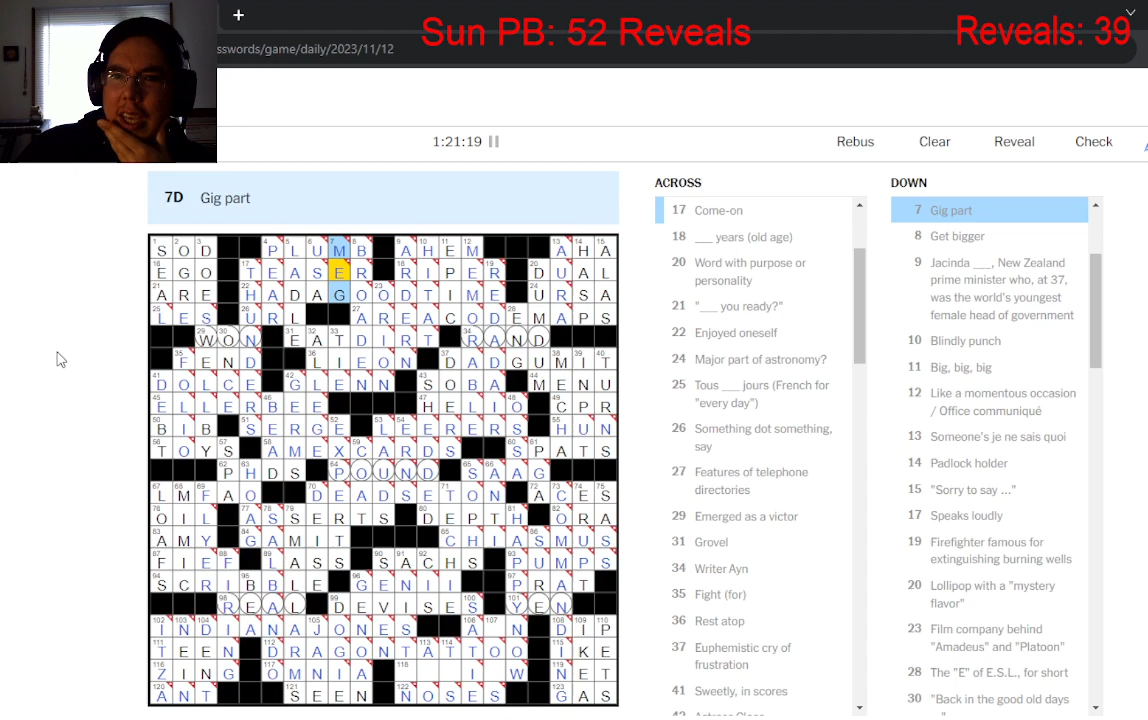 Sun PB: 52 Reveals
Reveals: 39
+
sswords/game/daily/2023/11/12
1:21:19
Rebus
Clear
Reveal
Check
7D Gig part
S O D P L U M B A H E M A H A
E G O T E A S E R R I P E R D U A L
A R E H A D A G O O D T I M E U R S A
L E S U R L A R E A C O D E M A P S
W O N E A T D I R T R A N D
F E N D L I E O N D A D G U M I T
D O L C E G L E N N S O B A M E N U
E L L E R B E E H E L I O C P R
B I B S E R G E L E E R E R S H U N
T O Y S A M E X C A R D S S P A T S
P H D S P O U N D S A A G
L M F A O D E A D S E T O N A C E S
O I L A S S E R T S D E P T H O R A
A M Y G A M I T C H I A S M U S
F I E F L A S S S A C H S P U M P S
S C R I B B L E G E N I I P R A T
R E A L D E V I S E S Y E N
I N D I A N A J O N E S A N D I P
T E E N D R A G O N T A T T O O I K E
Z I N G O M N I A I W N E T
A N T S E E N N O S E S G A S
ACROSS
17 Come-on
18 ___ years (old age)
20 Word with purpose or
personality
21 "___ you ready?"
22 Enjoyed oneself
24 Major part of astronomy?
25 Tous ___ jours (French for
"every day")
26 Something dot something,
say
27 Features of telephone
directories
29 Emerged as a victor
31 Grovel
34 Writer Ayn
35 Fight (for)
36 Rest atop
37 Euphemistic cry of
frustration
41 Sweetly, in scores
DOWN
7 Gig part
8 Get bigger
9 Jacinda ___, New Zealand
prime minister who, at 37,
was the world's youngest
female head of government
10 Blindly punch
11 Big, big, big
12 Like a momentous occasion
/ Office communiqué
13 Someone's je ne sais quoi
14 Padlock holder
15 "Sorry to say ..."
17 Speaks loudly
19 Firefighter famous for
extinguishing burning wells
20 Lollipop with a "mystery
flavor"
23 Film company behind
"Amadeus" and "Platoon"
28 The "E" of E.S.L., for short
30 "Back in the good old days